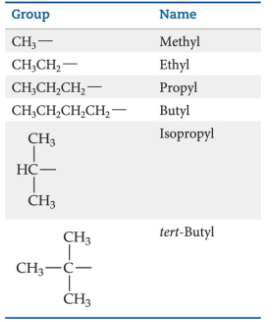 Group Name
CH₃— Methyl
CH₃CH₂— Ethyl
CH₃CH₂CH₂— Propyl
CH₃CH₂CH₂CH₂— Butyl
CH₃ Isopropyl
HC—
CH₃
CH₃ tert-Butyl
CH₃—C—
CH₃